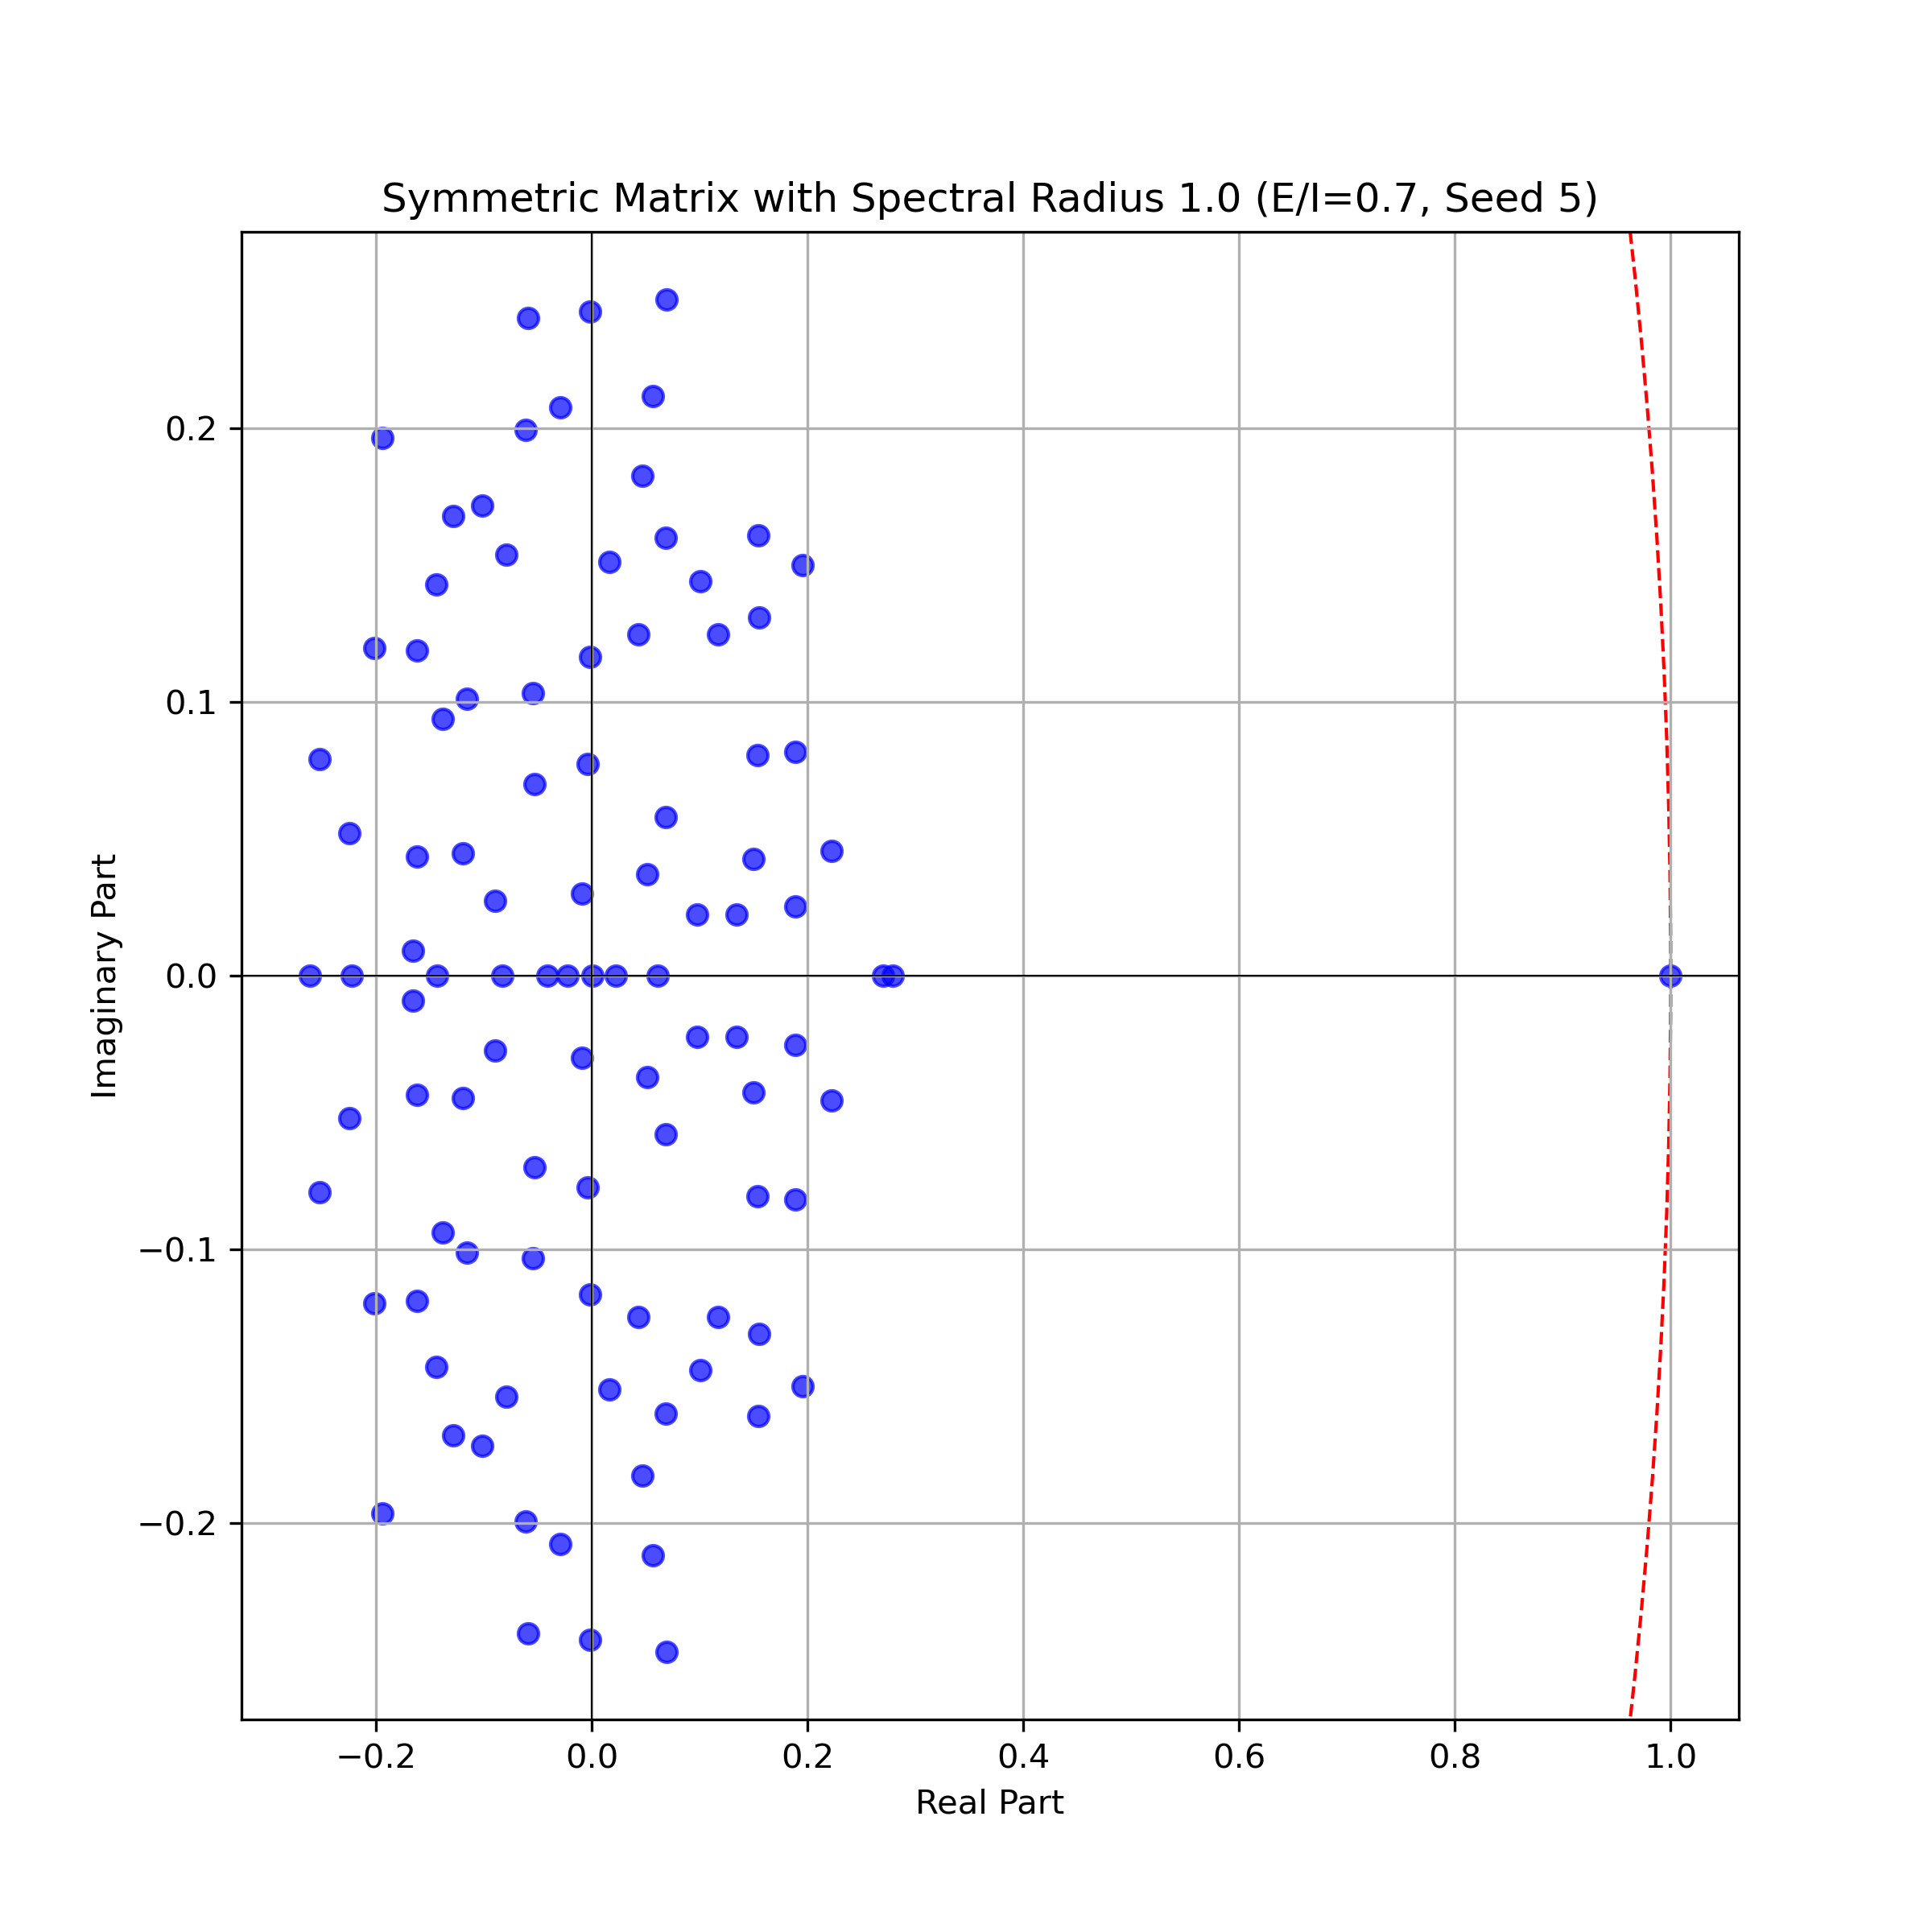 Symmetric Matrix with Spectral Radius 1.0 (E/I=0.7, Seed 5)
Imaginary Part
0.2
0.1
0.0
−0.1
−0.2
−0.2 0.0 0.2 0.4 0.6 0.8 1.0
Real Part